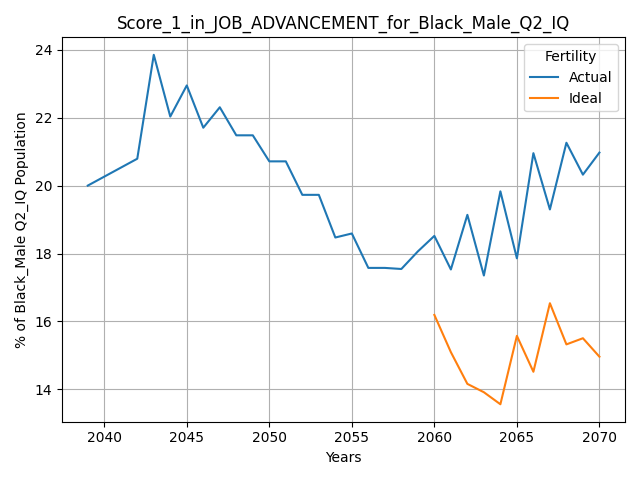 Score_1_in_JOB_ADVANCEMENT_for_Black_Male_Q2_IQ
% of Black_Male Q2_IQ Population
24
22
20
18
16
14
Fertility
Actual
Ideal
2040 2045 2050 2055 2060 2065 2070
Years